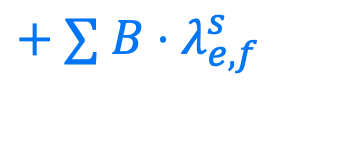 + ∑ B · λ^s_{e,f}